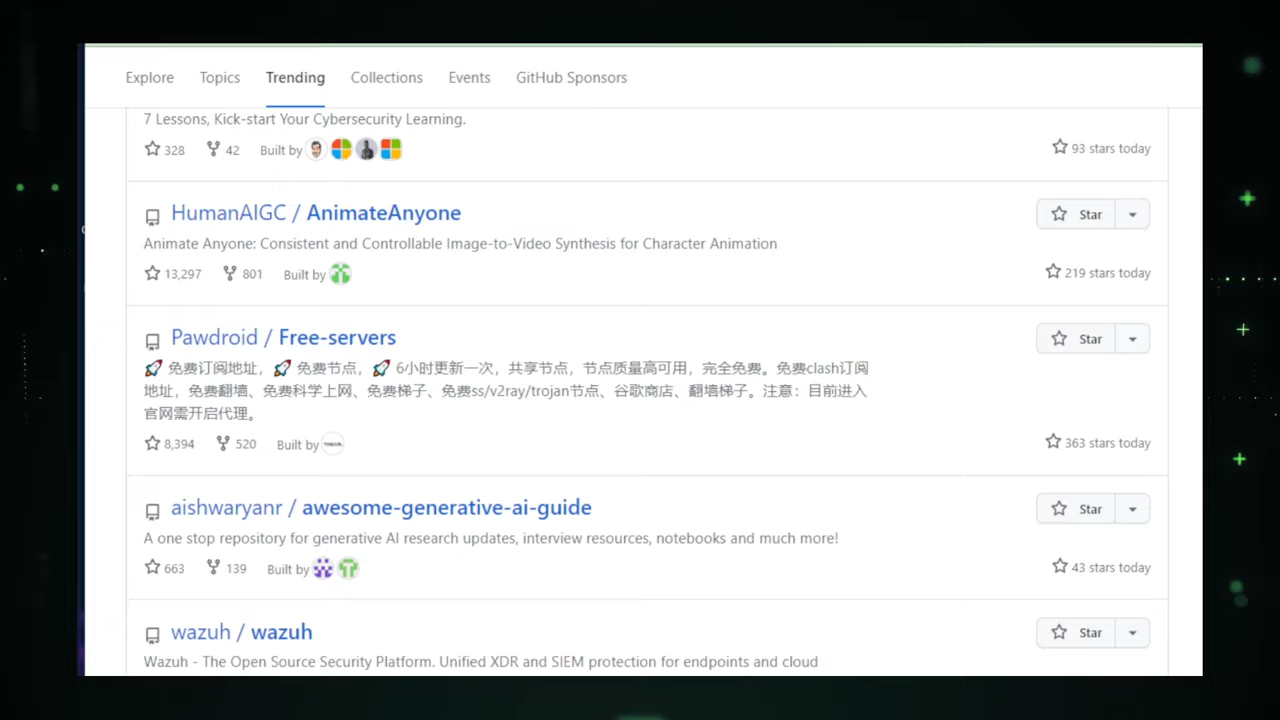 Explore Topics Trending Collections Events GitHub Sponsors
7 Lessons, Kick-start Your Cybersecurity Learning.
328 42 Built by 93 stars today
HumanAIGC / AnimateAnyone Star
Animate Anyone: Consistent and Controllable Image-to-Video Synthesis for Character Animation
13,297 801 Built by 219 stars today
Pawdroid / Free-servers Star
🚀 免费订阅地址，🚀 免费节点，🚀 6小时更新一次，共享节点，节点质量高可用，完全免费。免费clash订阅
地址，免费翻墙、免费科学上网、免费梯子、免费ss/v2ray/trojan节点、谷歌商店、翻墙梯子。注意：目前进入
官网需开启代理。
8,394 520 Built by 363 stars today
aishwaryanr / awesome-generative-ai-guide Star
A one stop repository for generative AI research updates, interview resources, notebooks and much more!
663 139 Built by 43 stars today
wazuh / wazuh Star
Wazuh - The Open Source Security Platform. Unified XDR and SIEM protection for endpoints and cloud